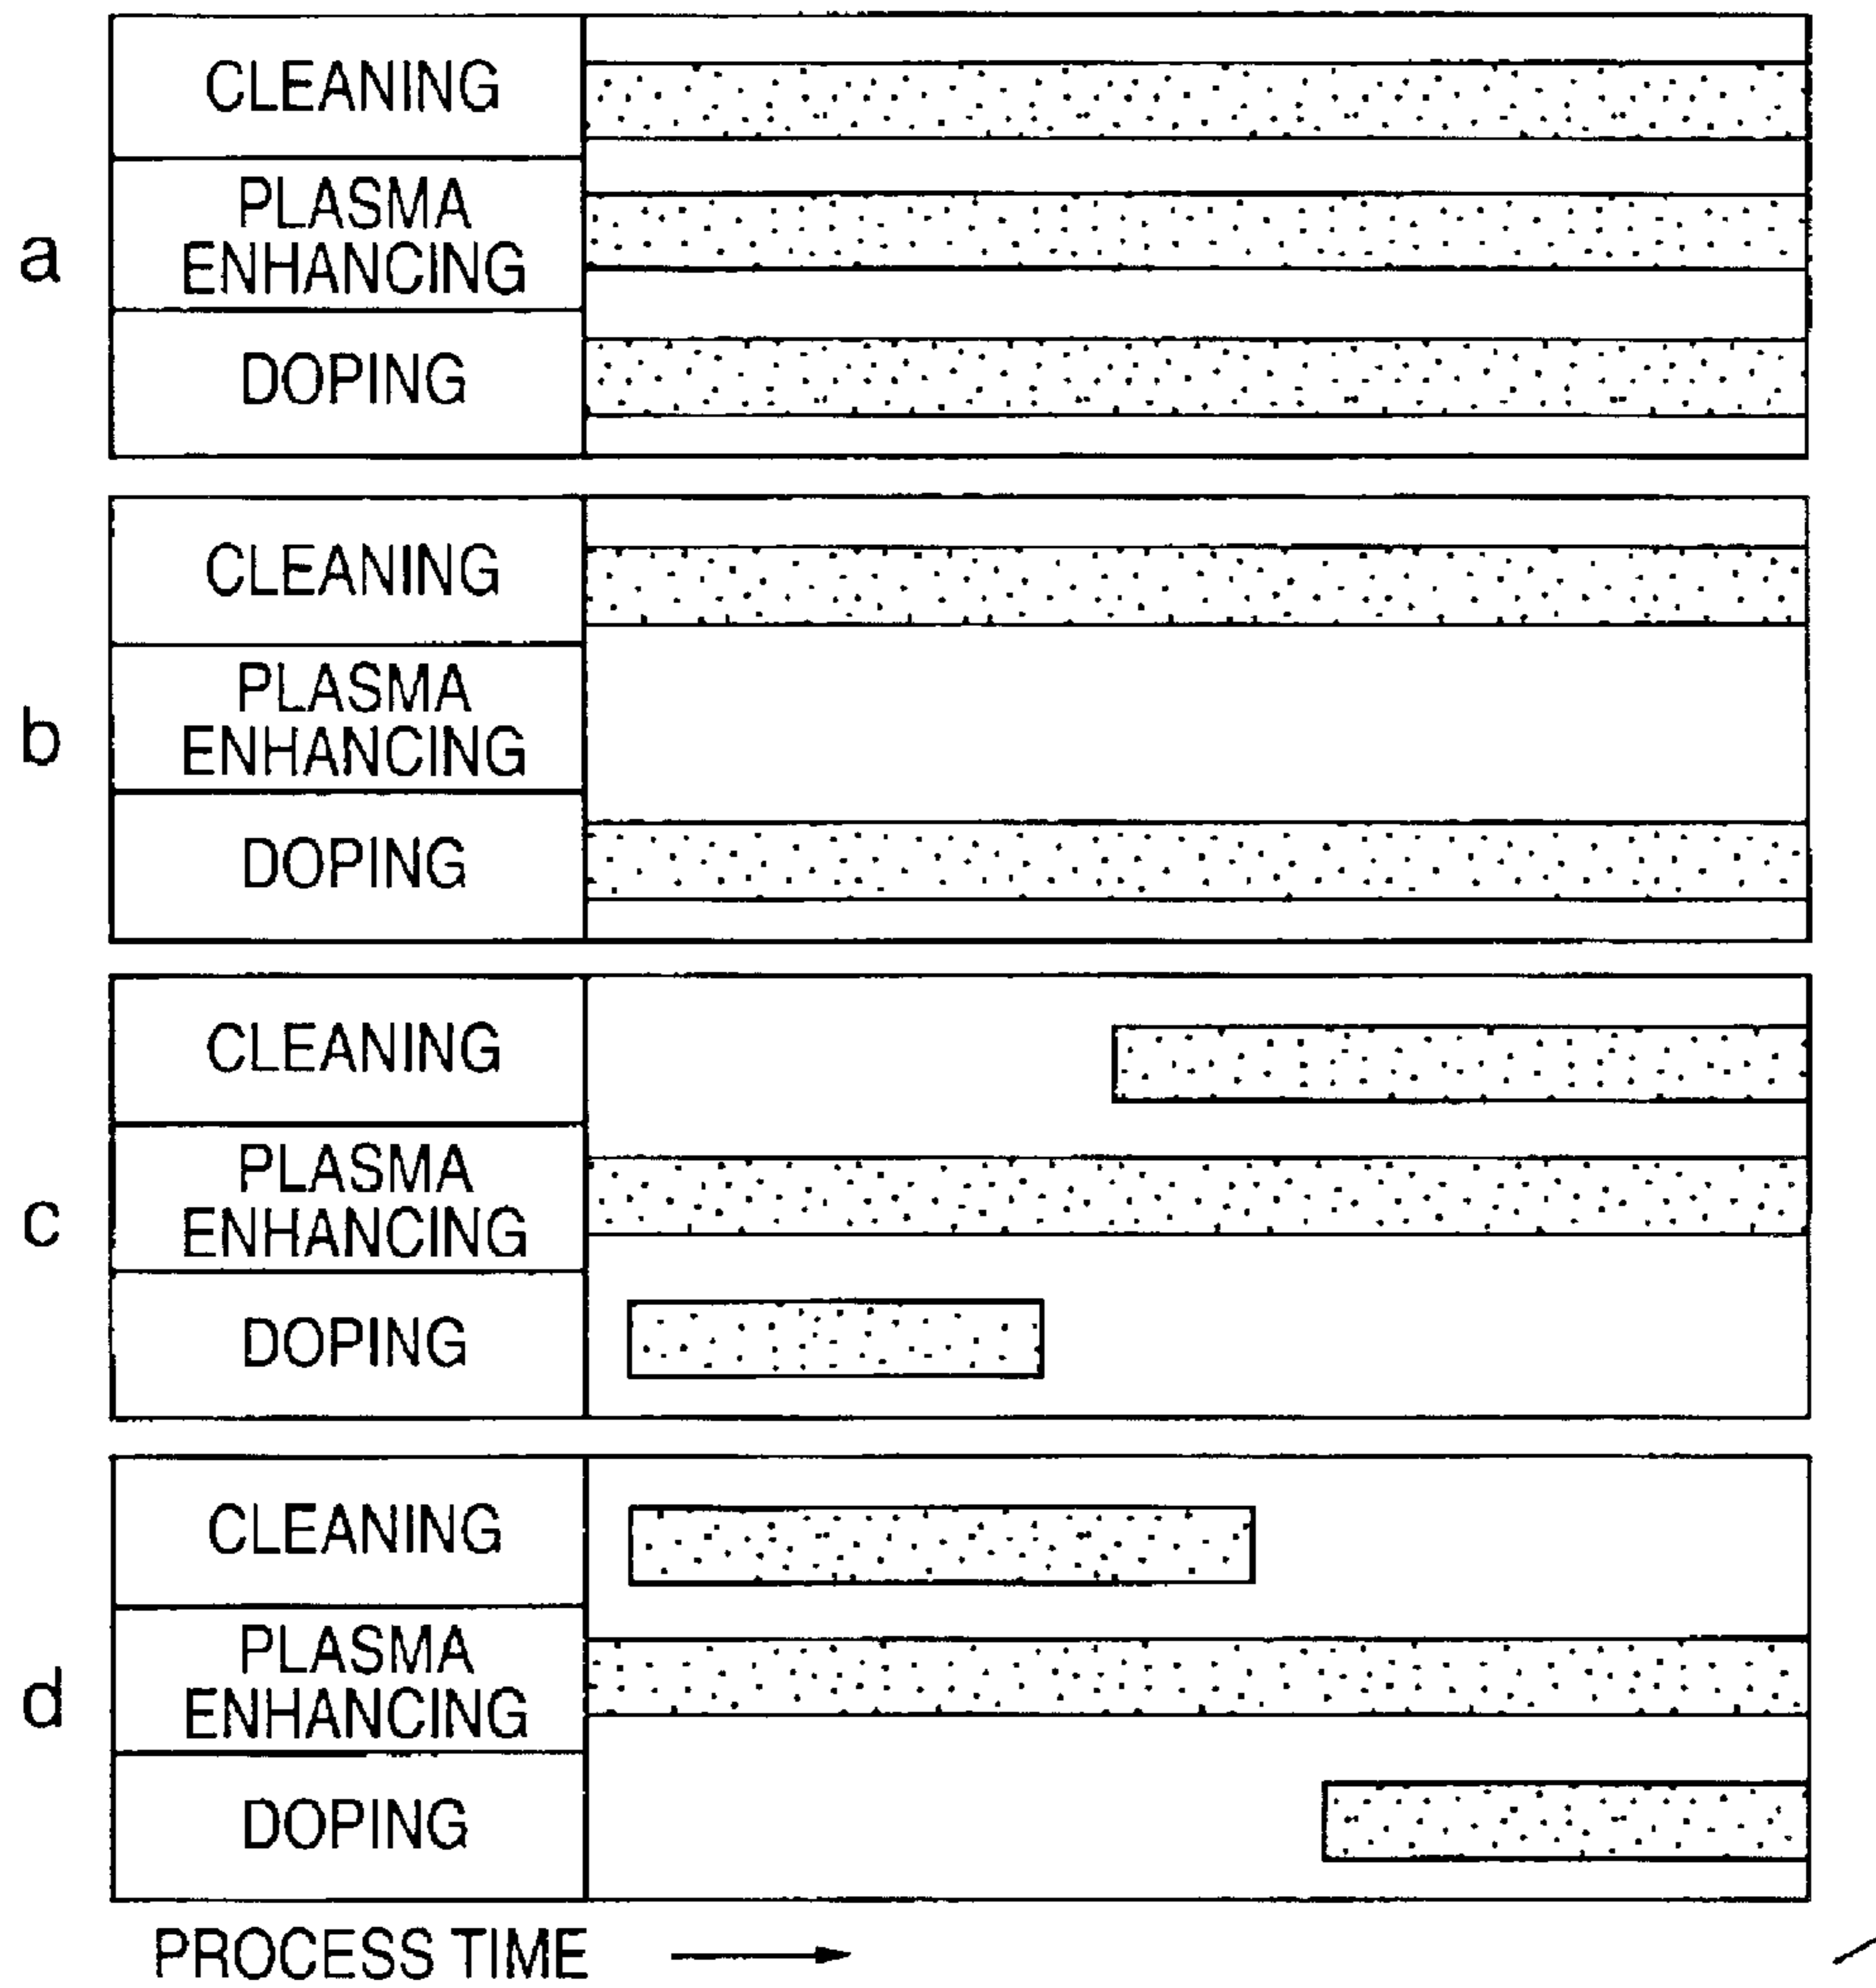 CLEANING
a
PLASMA
ENHANCING
DOPING
CLEANING
b
PLASMA
ENHANCING
DOPING
CLEANING
c
PLASMA
ENHANCING
DOPING
CLEANING
d
PLASMA
ENHANCING
DOPING
PROCESS TIME